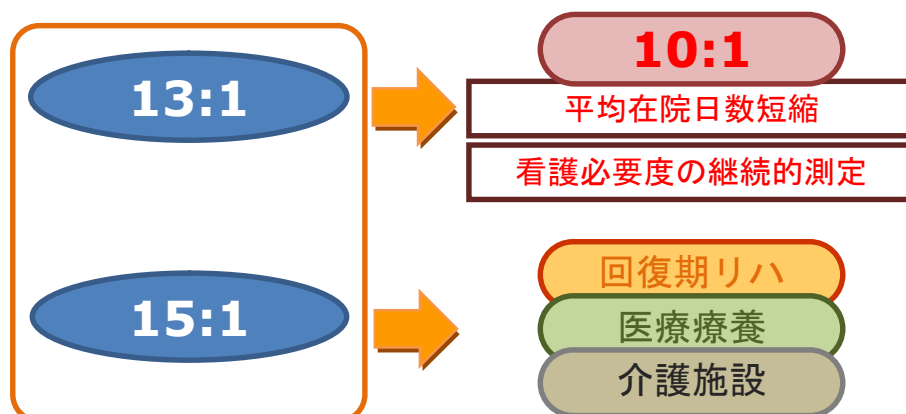 13:1
10:1
平均在院日数短縮
看護必要度の継続的測定
15:1
回復期リハ
医療療養
介護施設